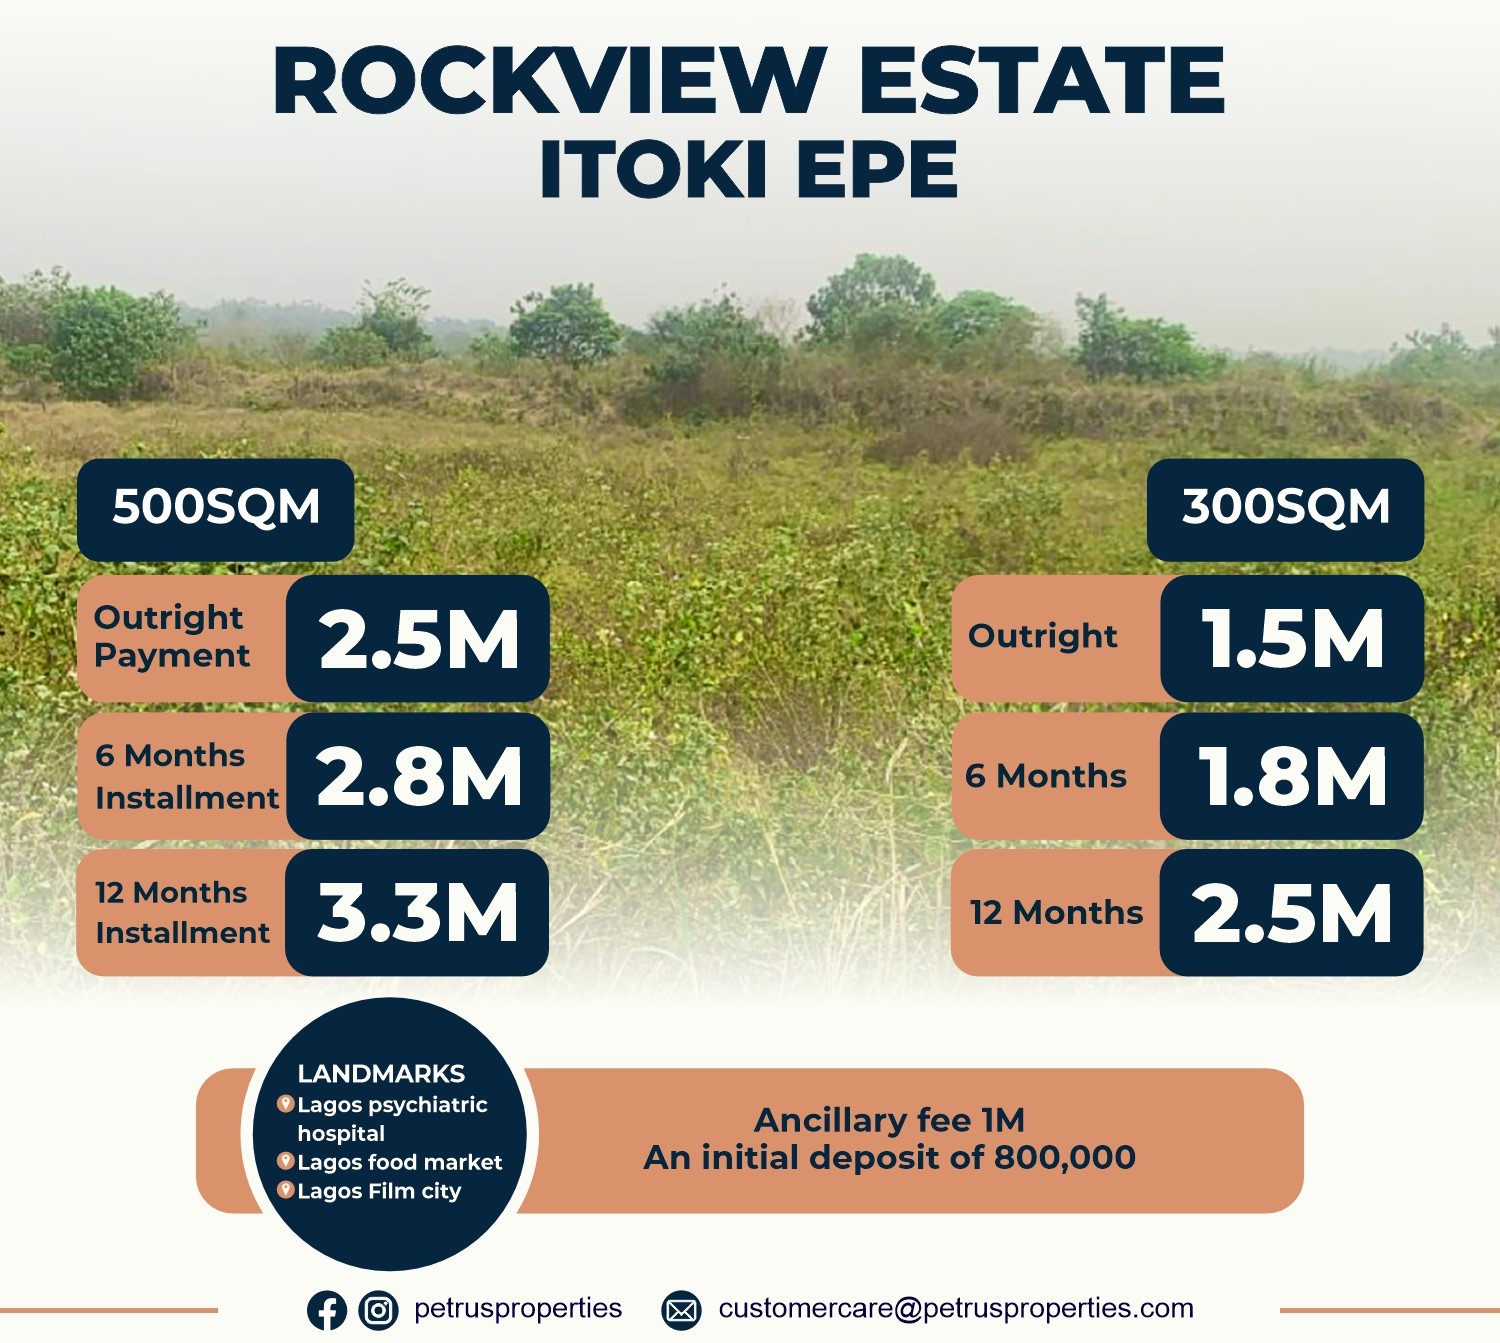 ROCKVIEW ESTATE
ITOKI EPE
500SQM
Outright
Payment
2.5M
6 Months
Installment
2.8M
12 Months
Installment
3.3M
300SQM
Outright
1.5M
6 Months
1.8M
12 Months
2.5M
LANDMARKS
Lagos psychiatric
hospital
Lagos food market
Lagos Film city
Ancillary fee 1M
An initial deposit of 800,000
petrusproperties
customercare@petrusproperties.com